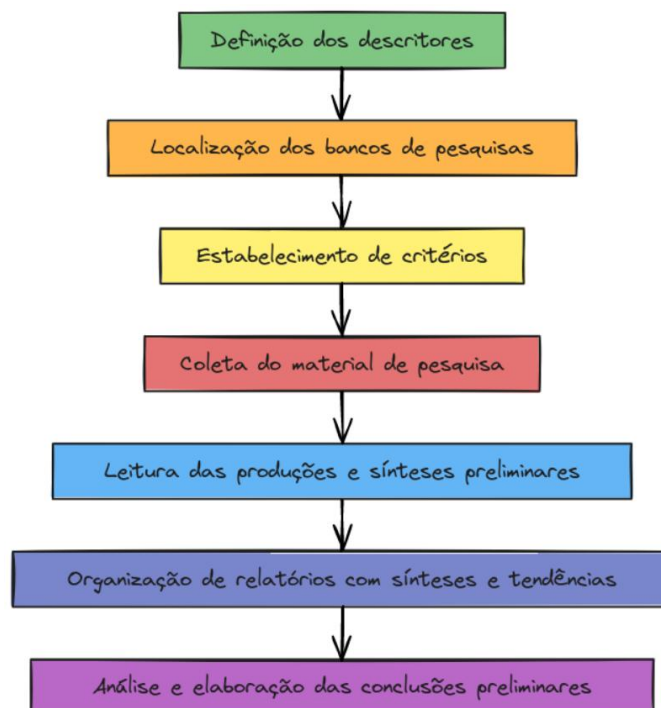 Definição dos descritores
Localização dos bancos de pesquisas
Estabelecimento de critérios
Coleta do material de pesquisa
Leitura das produções e sínteses preliminares
Organização de relatórios com sínteses e tendências
Análise e elaboração das conclusões preliminares